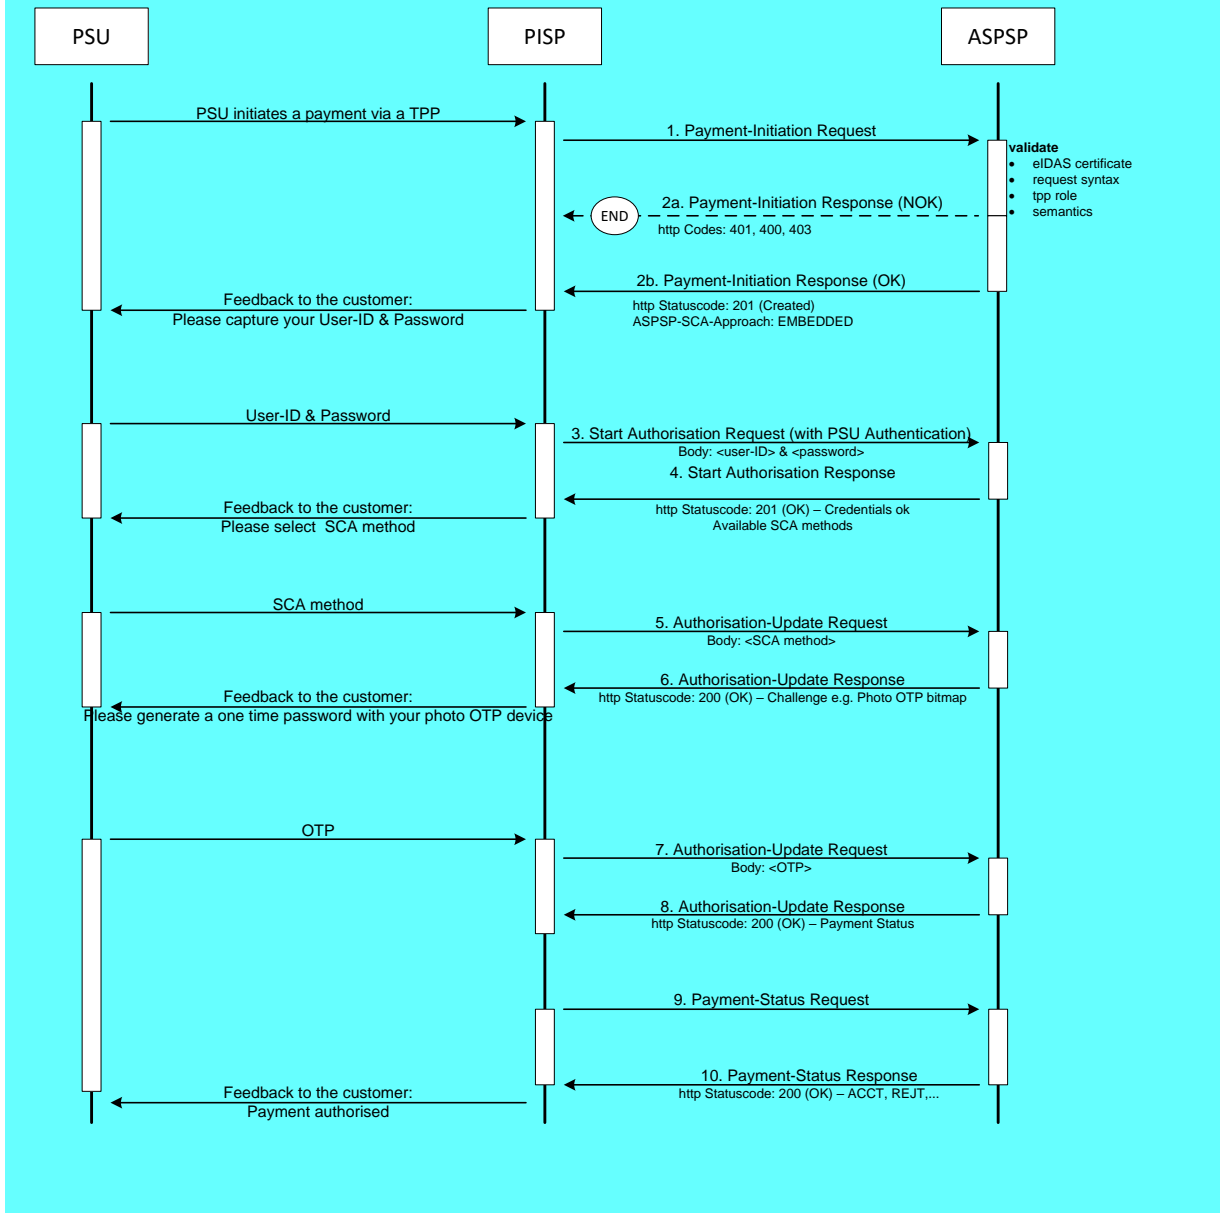 PSU
PISP
ASPSP
PSU initiates a payment via a TPP
1. Payment-Initiation Request
validate
• eIDAS certificate
• request syntax
• tpp role
• semantics
2a. Payment-Initiation Response (NOK)
END
http Codes: 401, 400, 403
2b. Payment-Initiation Response (OK)
http Statuscode: 201 (Created)
ASPSP-SCA-Approach: EMBEDDED
Feedback to the customer:
Please capture your User-ID & Password
User-ID & Password
3. Start Authorisation Request (with PSU Authentication)
Body: <user-ID> & <password>
4. Start Authorisation Response
http Statuscode: 201 (OK) – Credentials ok
Available SCA methods
Feedback to the customer:
Please select  SCA method
SCA method
5. Authorisation-Update Request
Body: <SCA method>
6. Authorisation-Update Response
http Statuscode: 200 (OK) – Challenge e.g. Photo OTP bitmap
Feedback to the customer:
Please generate a one time password with your photo OTP device
OTP
7. Authorisation-Update Request
Body: <OTP>
8. Authorisation-Update Response
http Statuscode: 200 (OK) – Payment Status
9. Payment-Status Request
10. Payment-Status Response
http Statuscode: 200 (OK) – ACCT, REJT,...
Feedback to the customer:
Payment authorised